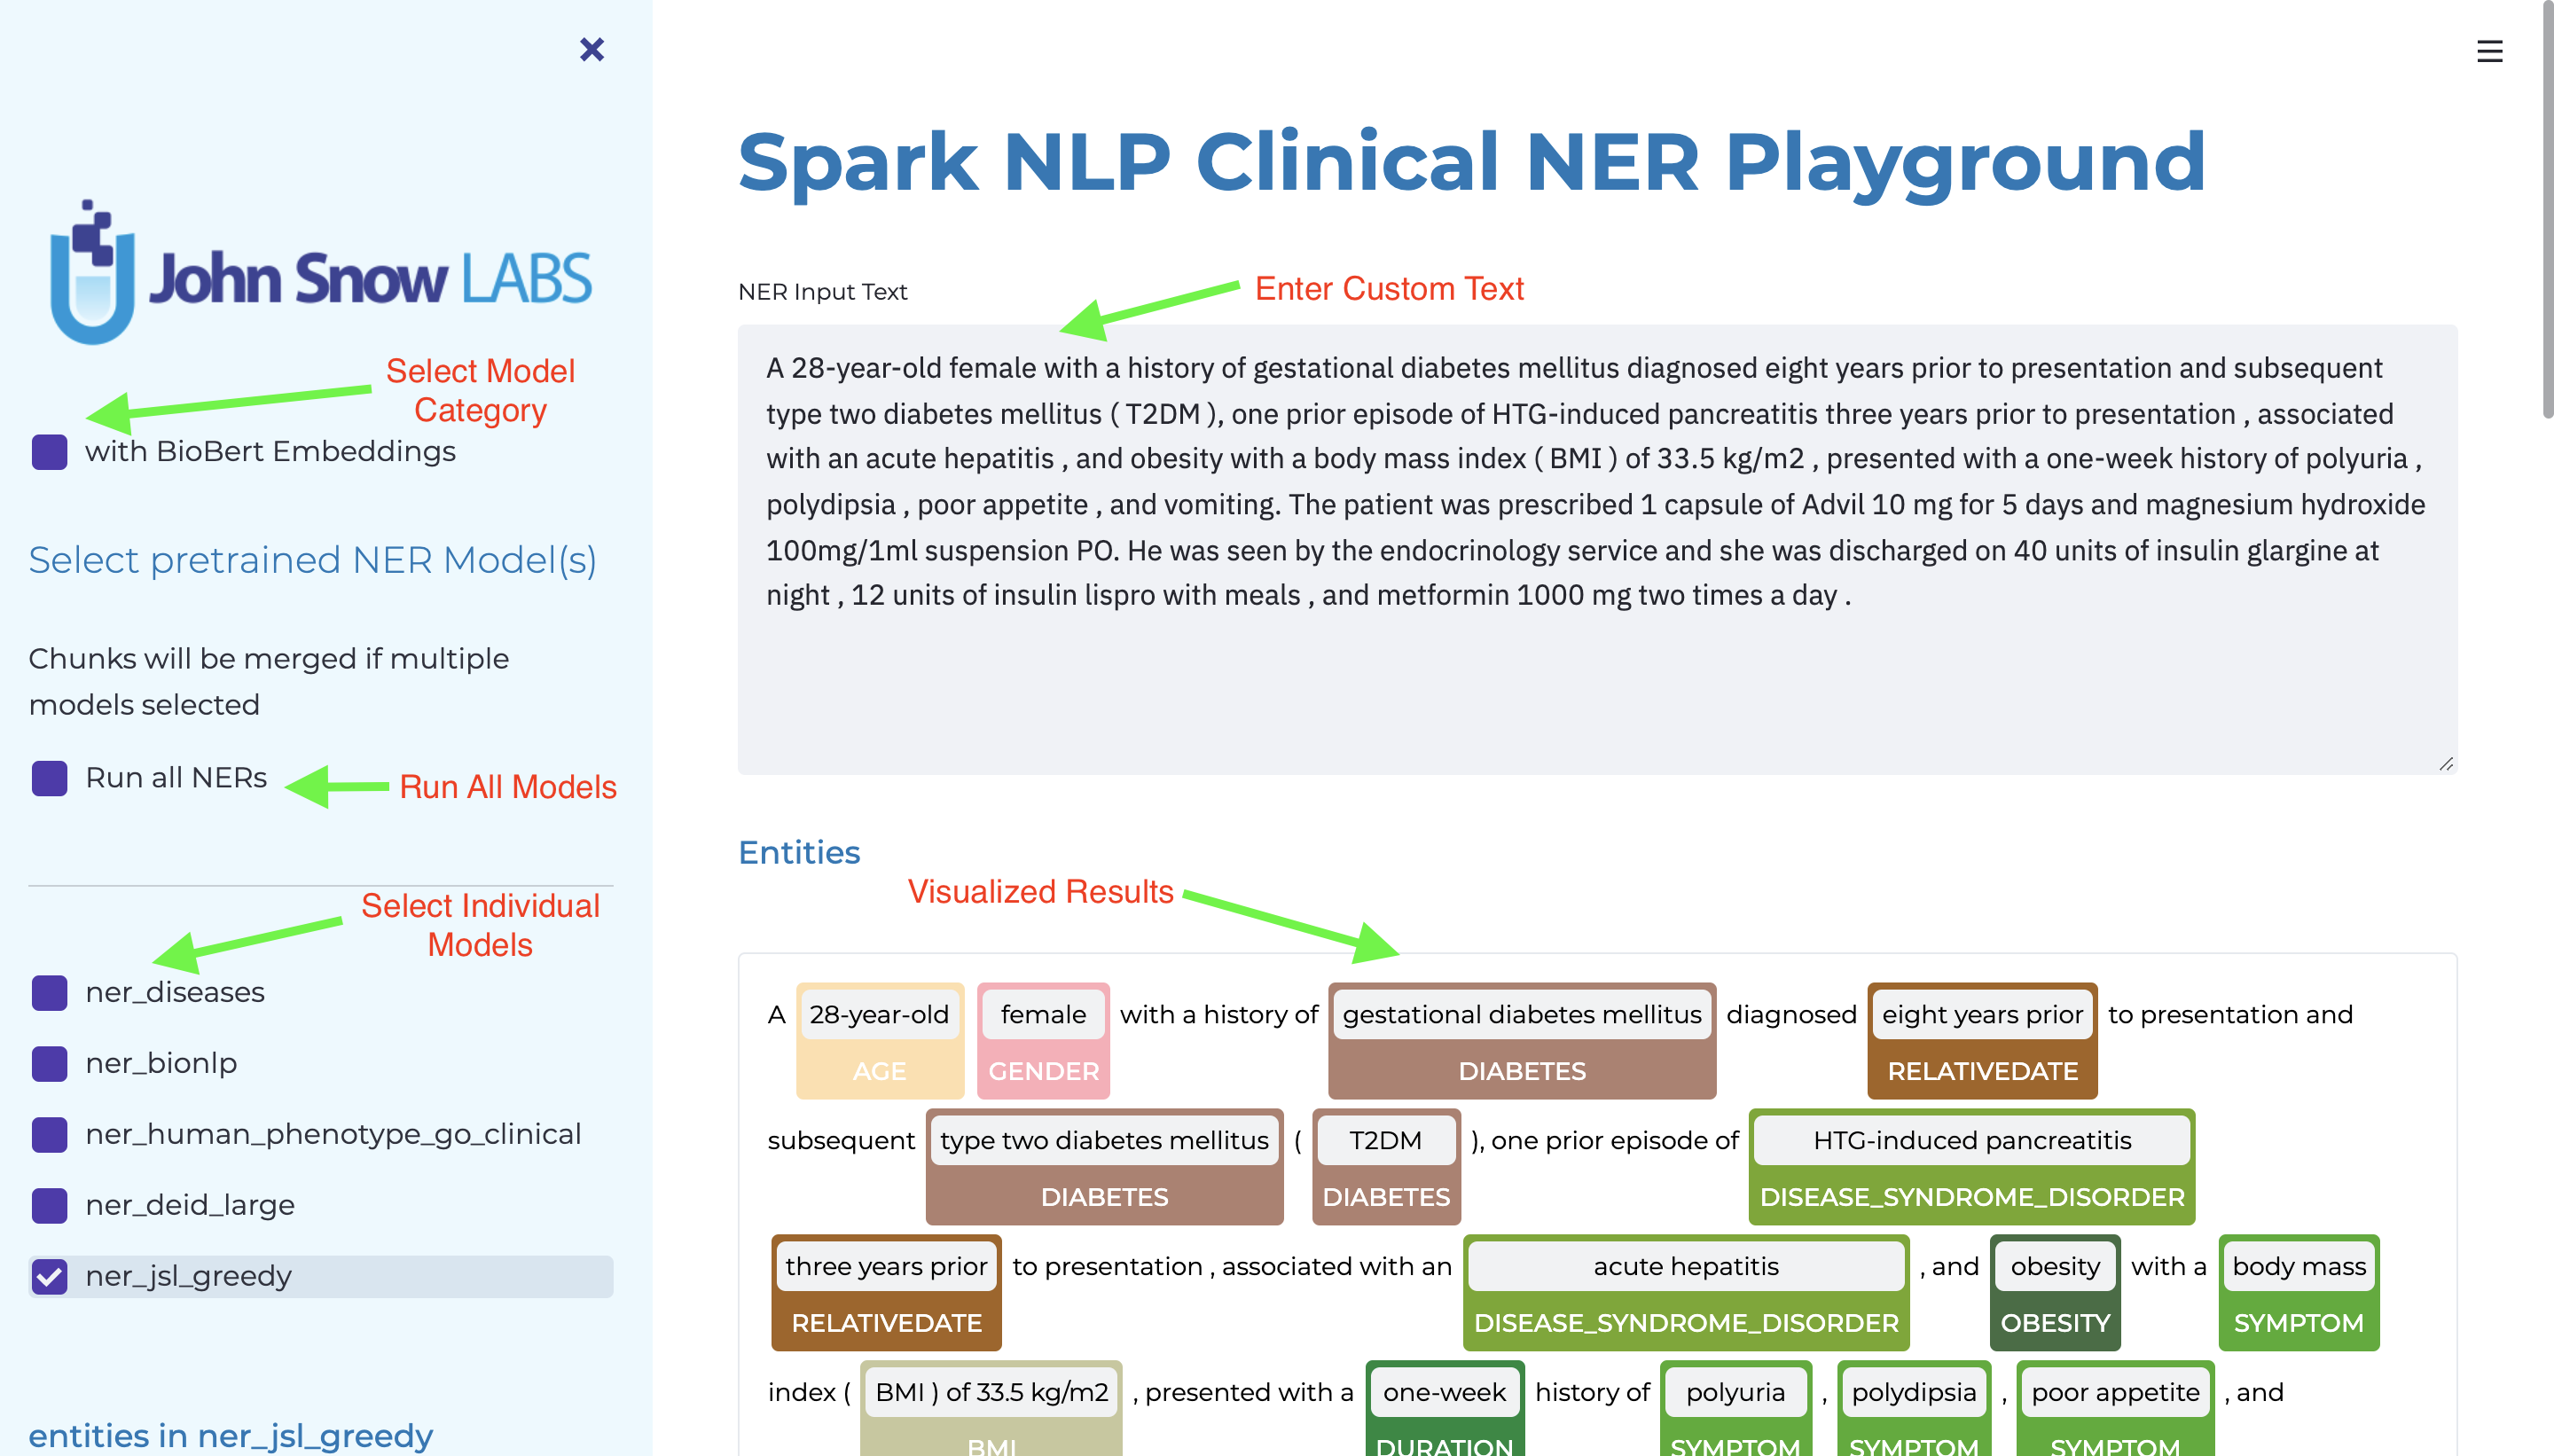 John Snow LABS
Select Model
Category
with BioBert Embeddings
Select pretrained NER Model(s)
Chunks will be merged if multiple
models selected
Run all NERs
Run All Models
Select Individual
Models
ner_diseases
ner_bionlp
ner_human_phenotype_go_clinical
ner_deid_large
ner_jsl_greedy
entities in ner_jsl_greedy
Spark NLP Clinical NER Playground
NER Input Text
Enter Custom Text
A 28-year-old female with a history of gestational diabetes mellitus diagnosed eight years prior to presentation and subsequent
type two diabetes mellitus ( T2DM ), one prior episode of HTG-induced pancreatitis three years prior to presentation , associated
with an acute hepatitis , and obesity with a body mass index ( BMI ) of 33.5 kg/m2 , presented with a one-week history of polyuria ,
polydipsia , poor appetite , and vomiting. The patient was prescribed 1 capsule of Advil 10 mg for 5 days and magnesium hydroxide
100mg/1ml suspension PO. He was seen by the endocrinology service and she was discharged on 40 units of insulin glargine at
night , 12 units of insulin lispro with meals , and metformin 1000 mg two times a day .
Entities
Visualized Results
A 28-year-old female with a history of gestational diabetes mellitus diagnosed eight years prior to presentation and
AGE GENDER DIABETES RELATIVEDATE
subsequent type two diabetes mellitus ( T2DM ), one prior episode of HTG-induced pancreatitis
DIABETES DIABETES DISEASE_SYNDROME_DISORDER
three years prior to presentation , associated with an acute hepatitis , and obesity with a body mass
RELATIVEDATE DISEASE_SYNDROME_DISORDER OBESITY SYMPTOM
index ( BMI ) of 33.5 kg/m2 , presented with a one-week history of polyuria , polydipsia , poor appetite , and
BMI DURATION SYMPTOM SYMPTOM SYMPTOM